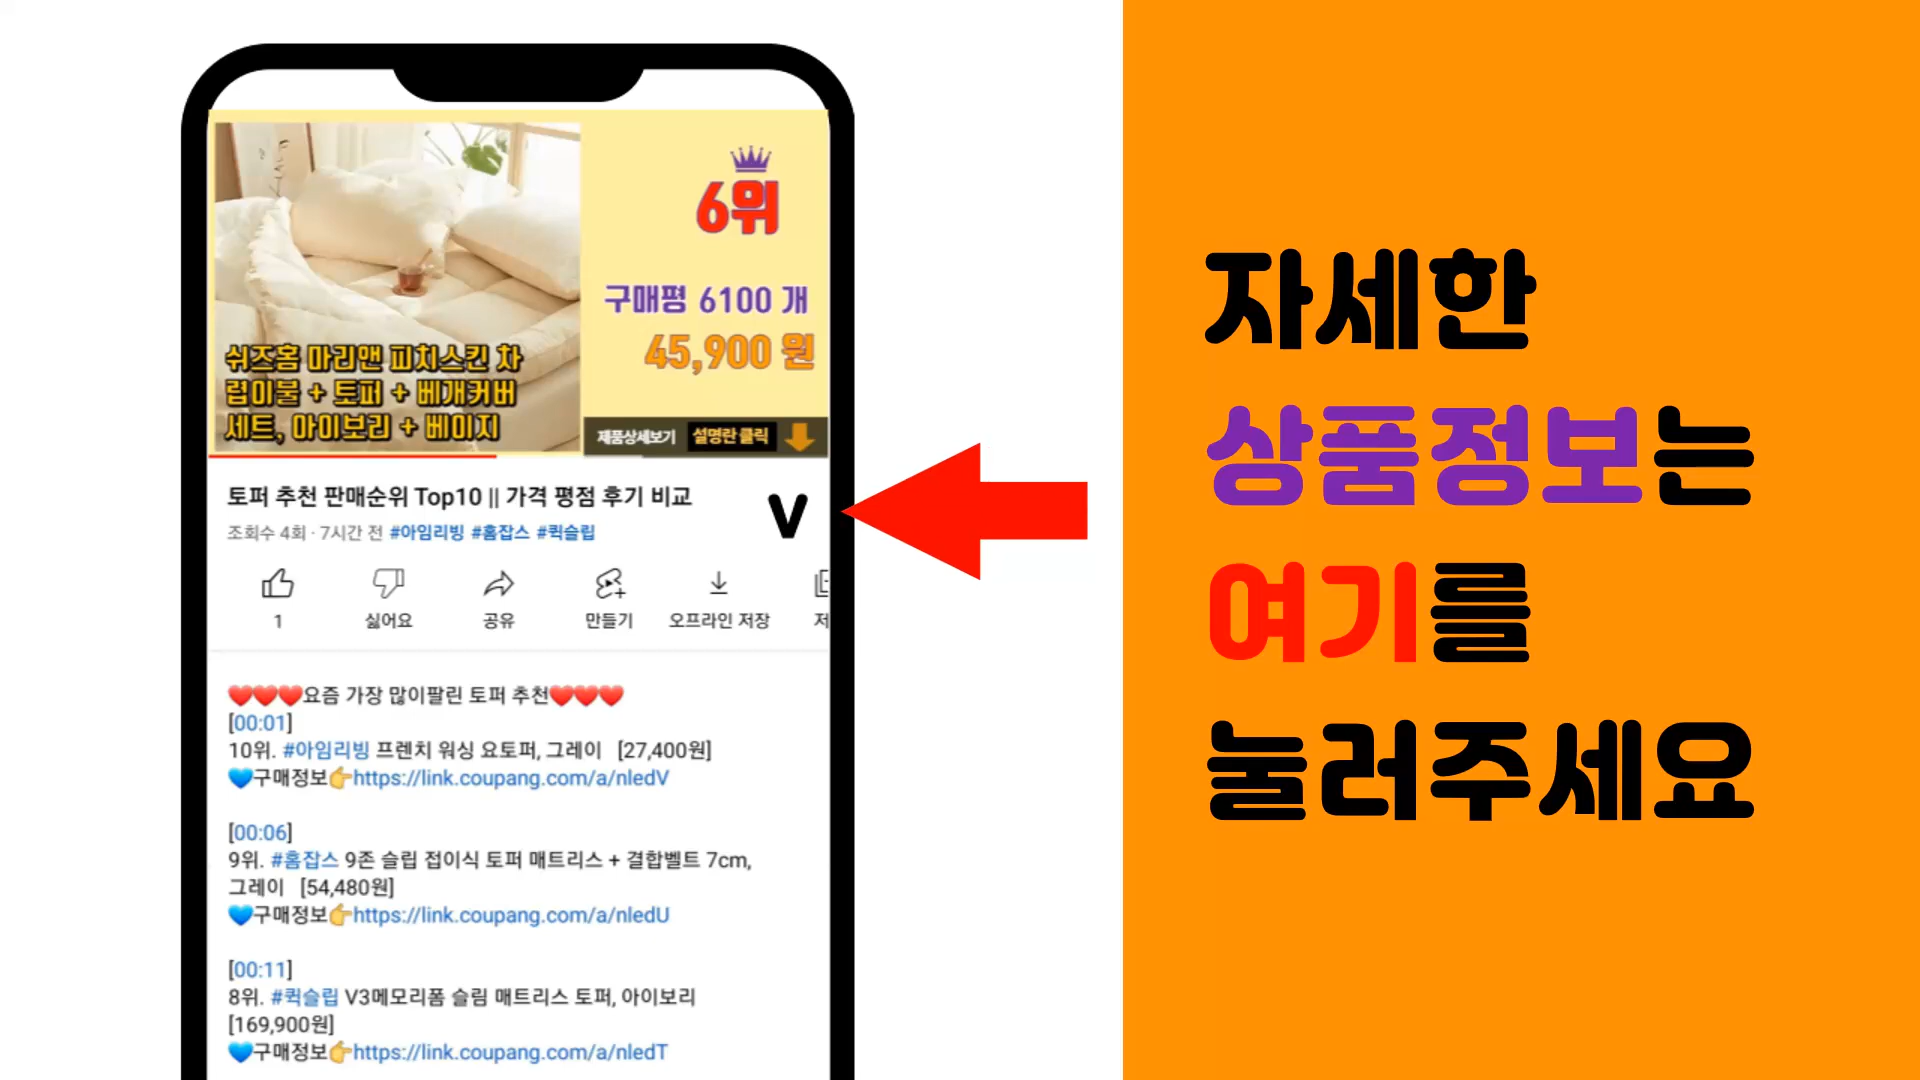 6위
구매평 6100 개
45,900 원
쉬즈홈 마리앤 피치스킨 차
렵이불 + 토퍼 + 베개커버
세트, 아이보리 + 베이지
제품상세보기 설명란 클릭
토퍼 추천 판매순위 Top10 || 가격 평점 후기 비교
V
조회수 4회 · 7시간 전 #아임리빙 #홈잡스 #퀵슬립
1 싫어요 공유 만들기 오프라인 저장 저
❤️❤️❤️요즘 가장 많이팔린 토퍼 추천❤️❤️❤️
[00:01]
10위. #아임리빙 프렌치 워싱 요토퍼, 그레이 [27,400원]
💙구매정보👉https://link.coupang.com/a/nledV
[00:06]
9위. #홈잡스 9존 슬립 접이식 토퍼 매트리스 + 결합벨트 7cm,
그레이 [54,480원]
💙구매정보👉https://link.coupang.com/a/nledU
[00:11]
8위. #퀵슬립 V3메모리폼 슬림 매트리스 토퍼, 아이보리
[169,900원]
💙구매정보👉https://link.coupang.com/a/nledT
자세한
상품정보는
여기를
눌러주세요